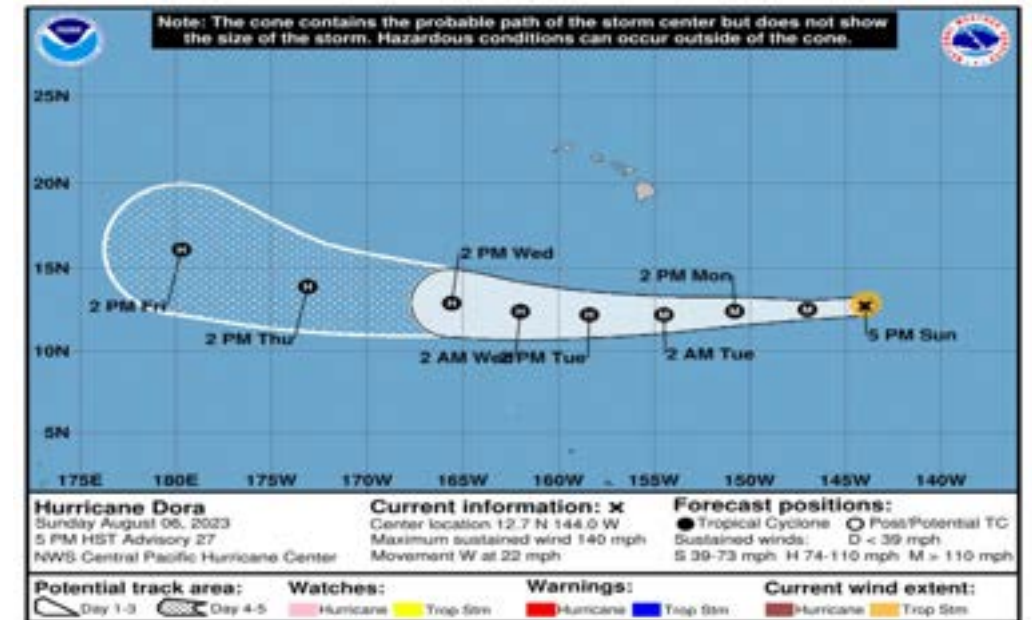 Note: The cone contains the probable path of the storm center but does not show
the size of the storm. Hazardous conditions can occur outside of the cone.
25N
20N
15N
10N
5N
2 PM Wed
2 PM Mon
2 PM Fri
2 PM Thu
2 AM Wed
2 PM Tue
2 AM Tue
5 PM Sun
H
H
H
H
H
M
M
M
175E 180E 175W 170W 165W 160W 155W 150W 145W 140W
Hurricane Dora
Sunday August 06, 2023
5 PM HST Advisory 27
NWS Central Pacific Hurricane Center
Current information: x
Center location 12.7 N 144.0 W
Maximum sustained wind 140 mph
Movement W at 22 mph
Forecast positions:
Tropical Cyclone Post/Potential TC
Sustained winds: D < 39 mph
S 39-73 mph H 74-110 mph M > 110 mph
Potential track area:
Day 1-3 Day 4-5
Watches:
Hurricane Trop Stm
Warnings:
Hurricane Trop Stm
Current wind extent:
Hurricane Trop Stm